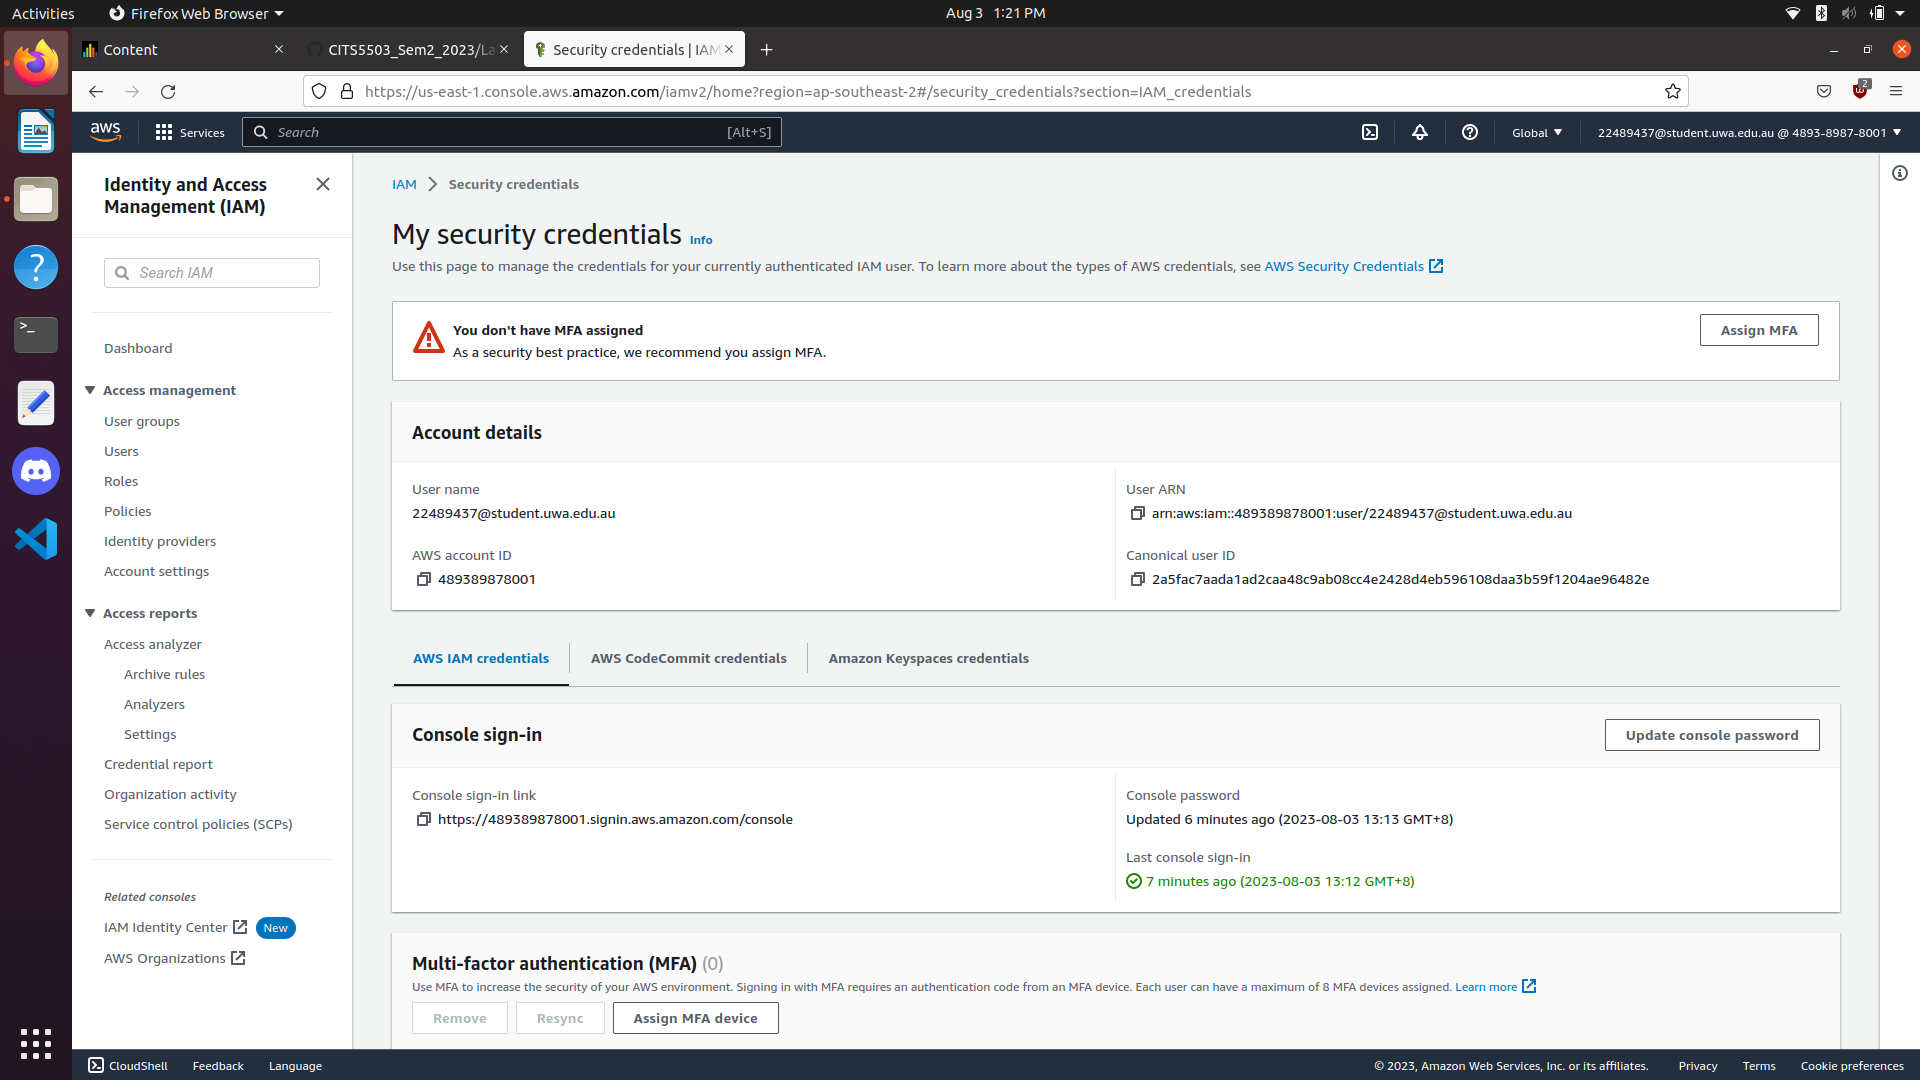 Activities
Firefox Web Browser
Aug 3 1:21 PM
Content
CITS5503_Sem2_2023/La
Security credentials | IAM
https://us-east-1.console.aws.amazon.com/iamv2/home?region=ap-southeast-2#/security_credentials?section=IAM_credentials
2
aws
Services
Search
[Alt+S]
Global
22489437@student.uwa.edu.au @ 4893-8987-8001
Identity and Access
Management (IAM)
Search IAM
Dashboard
Access management
User groups
Users
Roles
Policies
Identity providers
Account settings
Access reports
Access analyzer
Archive rules
Analyzers
Settings
Credential report
Organization activity
Service control policies (SCPs)
Related consoles
IAM Identity Center
New
AWS Organizations
IAM > Security credentials
My security credentials Info
Use this page to manage the credentials for your currently authenticated IAM user. To learn more about the types of AWS credentials, see AWS Security Credentials
You don't have MFA assigned
As a security best practice, we recommend you assign MFA.
Assign MFA
Account details
User name
22489437@student.uwa.edu.au
User ARN
arn:aws:iam::489389878001:user/22489437@student.uwa.edu.au
AWS account ID
489389878001
Canonical user ID
2a5fac7aada1ad2caa48c9ab08cc4e2428d4eb596108daa3b59f1204ae96482e
AWS IAM credentials
AWS CodeCommit credentials
Amazon Keyspaces credentials
Console sign-in
Update console password
Console sign-in link
https://489389878001.signin.aws.amazon.com/console
Console password
Updated 6 minutes ago (2023-08-03 13:13 GMT+8)
Last console sign-in
7 minutes ago (2023-08-03 13:12 GMT+8)
Multi-factor authentication (MFA) (0)
Use MFA to increase the security of your AWS environment. Signing in with MFA requires an authentication code from an MFA device. Each user can have a maximum of 8 MFA devices assigned. Learn more
Remove
Resync
Assign MFA device
CloudShell
Feedback
Language
© 2023, Amazon Web Services, Inc. or its affiliates.
Privacy
Terms
Cookie preferences